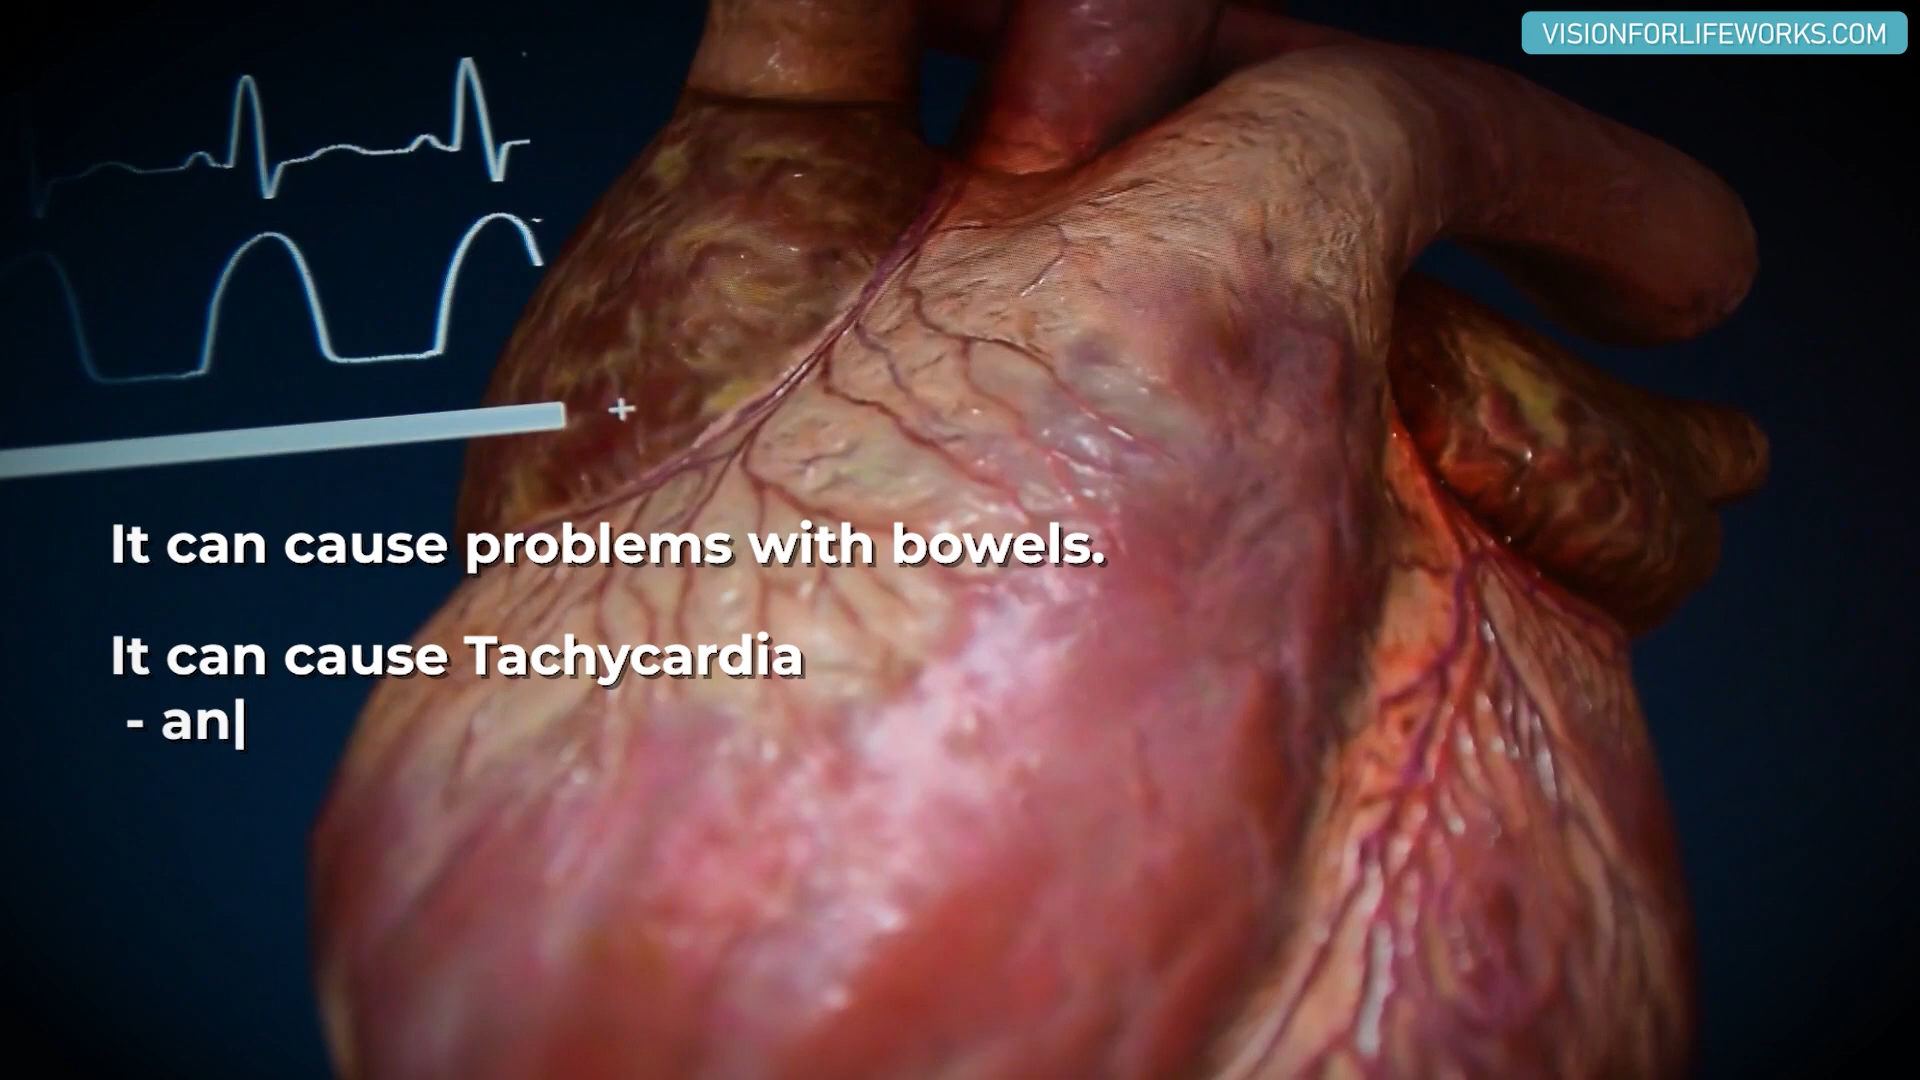 VISIONFORLIFEWORKS.COM
It can cause problems with bowels.
It can cause Tachycardia
- an|